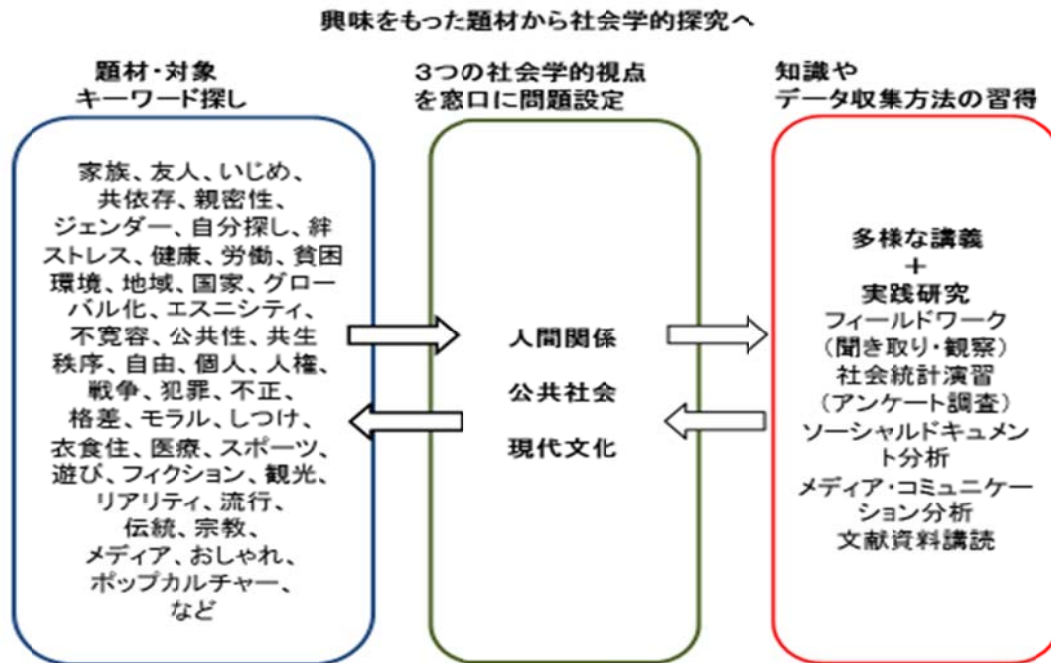 興味をもった題材から社会学的探究へ
題材・対象
キーワード探し
家族、友人、いじめ、
共依存、親密性、
ジェンダー、自分探し、絆
ストレス、健康、労働、貧困
環境、地域、国家、グロー
バル化、エスニシティ、
不寛容、公共性、共生
秩序、自由、個人、人権、
戦争、犯罪、不正、
格差、モラル、しつけ、
衣食住、医療、スポーツ、
遊び、フィクション、観光、
リアリティ、流行、
伝統、宗教、
メディア、おしゃれ、
ポップカルチャー、
など
3つの社会学的視点
を窓口に問題設定
人間関係
公共社会
現代文化
知識や
データ収集方法の習得
多様な講義
+
実践研究
フィールドワーク
(聞き取り・観察)
社会統計演習
(アンケート調査)
ソーシャルドキュメン
ト分析
メディア・コミュニケー
ション分析
文献資料講読